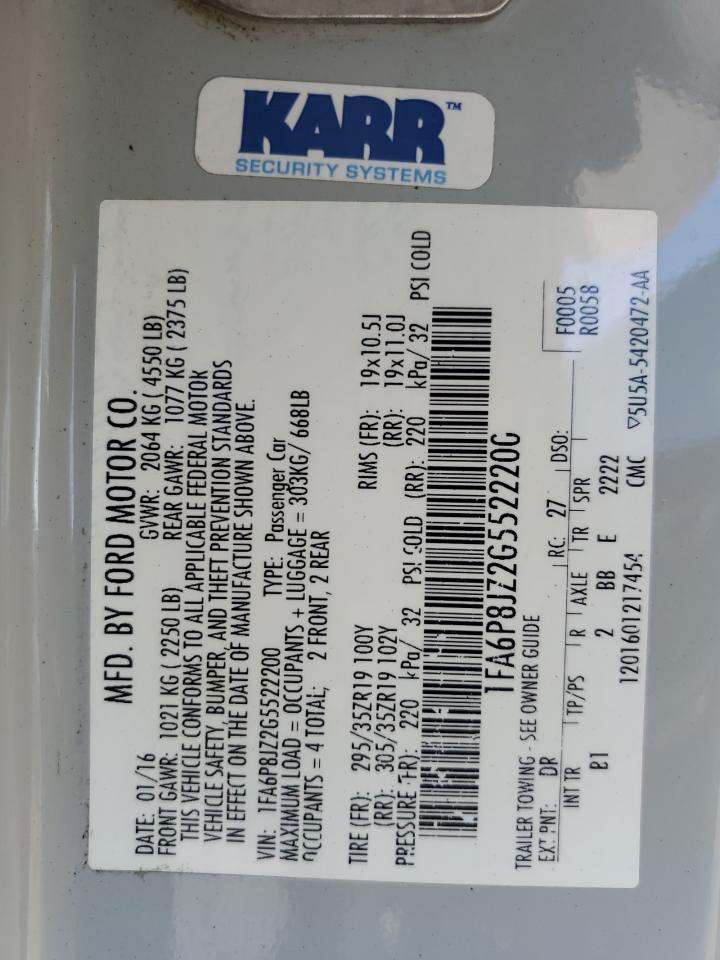 KARR™
SECURITY SYSTEMS
MFD. BY FORD MOTOR CO.
DATE: 01/16 GVWR: 2064 KG ( 4550 LB)
FRONT GAWR: 1021 KG ( 2250 LB) REAR GAWR: 1077 KG ( 2375 LB)
THIS VEHICLE CONFORMS TO ALL APPLICABLE FEDERAL MOTOR
VEHICLE SAFETY, BUMPER, AND THEFT PREVENTION STANDARDS
IN EFFECT ON THE DATE OF MANUFACTURE SHOWN ABOVE.
VIN: 1FA6P8JZ2G5522200 TYPE: Passenger Car
MAXIMUM LOAD = OCCUPANTS + LUGGAGE = 303KG/ 668LB
OCCUPANTS = 4 TOTAL; 2 FRONT, 2 REAR
TIRE (FR): 295/35ZR19 100Y RIMS (FR): 19x10.5J
(RR): 305/35ZR19 102Y (RR): 19x11.0J
PRESSURE (FR): 220 kPa/ 32 PSI COLD (RR): 220 kPa/ 32 PSI COLD
1FA6P8JZ2G5522200
TRAILER TOWING - SEE OWNER GUIDE
EXT PNT: DR RC: 27 DSO: F0005
R0058
INT TR TP/PS R AXLE TR SPR
B1 2 BB E 2222
1201601217454 CMC ▽5U5A-5420472-AA